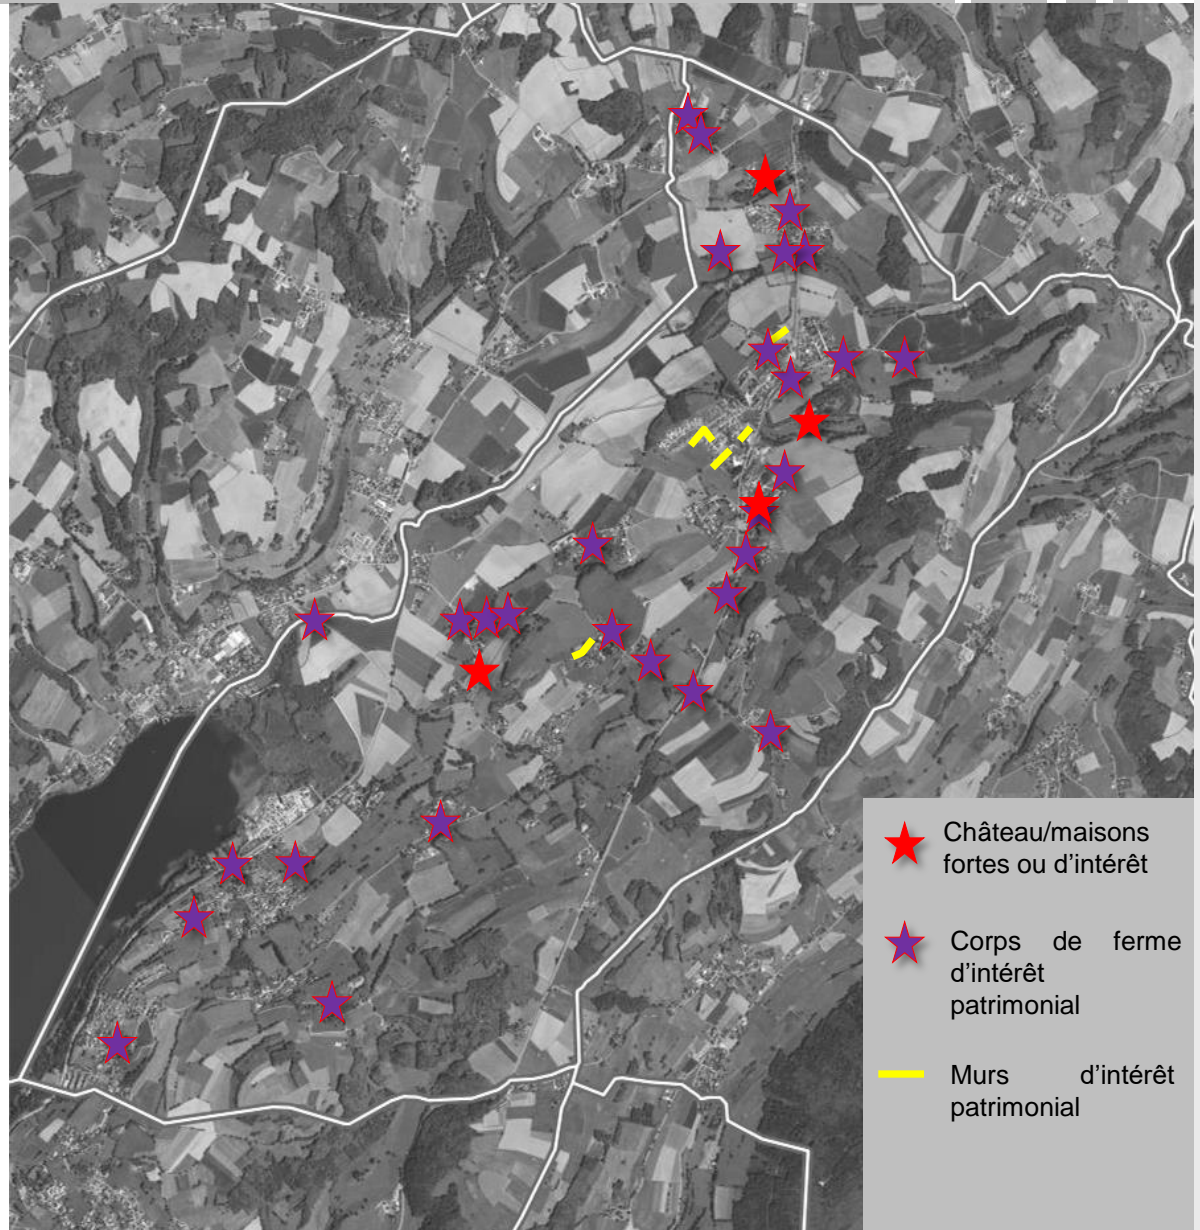 Château/maisons
fortes ou d’intérêt
Corps de ferme
d’intérêt
patrimonial
Murs d’intérêt
patrimonial